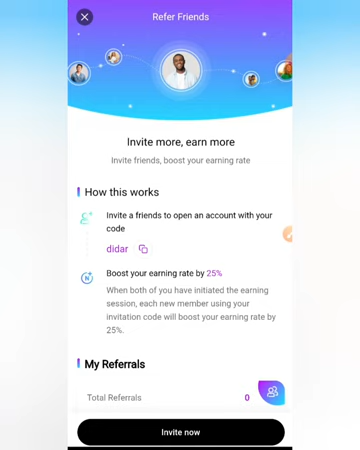 Refer Friends
Invite more, earn more
Invite friends, boost your earning rate
How this works
Invite a friends to open an account with your
code
didar
Boost your earning rate by 25%
When both of you have initiated the earning
session, each new member using your
invitation code will boost your earning rate by
25%.
My Referrals
Total Referrals 0
Invite now